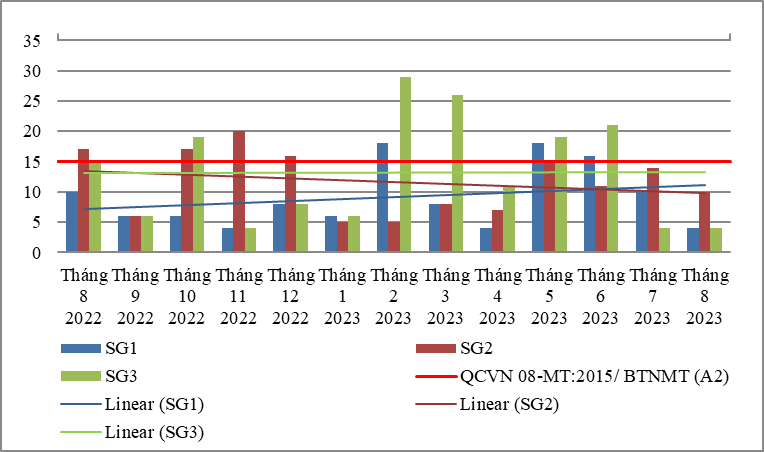 35
30
25
20
15
10
5
0
Tháng Tháng Tháng Tháng Tháng Tháng Tháng Tháng Tháng Tháng Tháng Tháng Tháng
8 9 10 11 12 1 2 3 4 5 6 7 8
2022 2022 2022 2022 2022 2023 2023 2023 2023 2023 2023 2023 2023
SG1 SG2
SG3 QCVN 08-MT:2015/ BTNMT (A2)
Linear (SG1) Linear (SG2)
Linear (SG3)